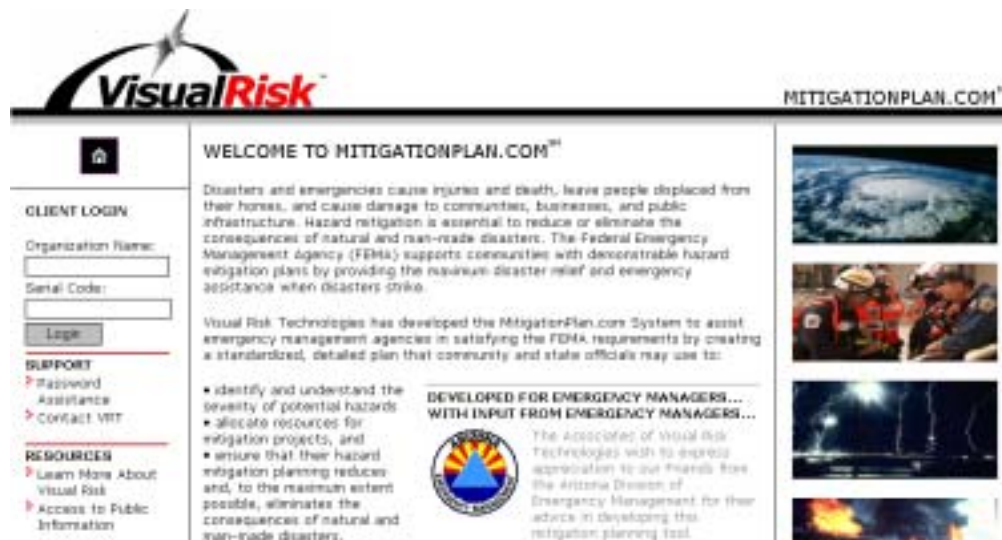 VisualRisk™
MITIGATIONPLAN.COM
WELCOME TO MITIGATIONPLAN.COM℠
CLIENT LOGIN
Organization Name:
Serial Code:
Login
SUPPORT
Password
Assistance
Contact VRT
RESOURCES
Learn More About
Visual Risk
Access to Public
Information
Disasters and emergencies cause injuries and death, leave people displaced from
their homes, and cause damage to communities, businesses, and public
infrastructure. Hazard mitigation is essential to reduce or eliminate the
consequences of natural and man-made disasters. The Federal Emergency
Management Agency (FEMA) supports communities with demonstrable hazard
mitigation plans by providing the maximum disaster relief and emergency
assistance when disasters strike.
Visual Risk Technologies has developed the MitigationPlan.com System to assist
emergency management agencies in satisfying the FEMA requirements by creating
a standardized, detailed plan that community and state officials may use to:
• identify and understand the
severity of potential hazards
• allocate resources for
mitigation projects, and
• ensure that their hazard
mitigation planning reduces
and, to the maximum extent
possible, eliminates the
consequences of natural and
man-made disasters.
DEVELOPED FOR EMERGENCY MANAGERS...
WITH INPUT FROM EMERGENCY MANAGERS...
ARIZONA
EMERGENCY MANAGEMENT
The Associates of Visual Risk
Technologies wish to express
appreciation to our friends from
the Arizona Division of
Emergency Management for their
advice in developing this
mitigation planning tool.